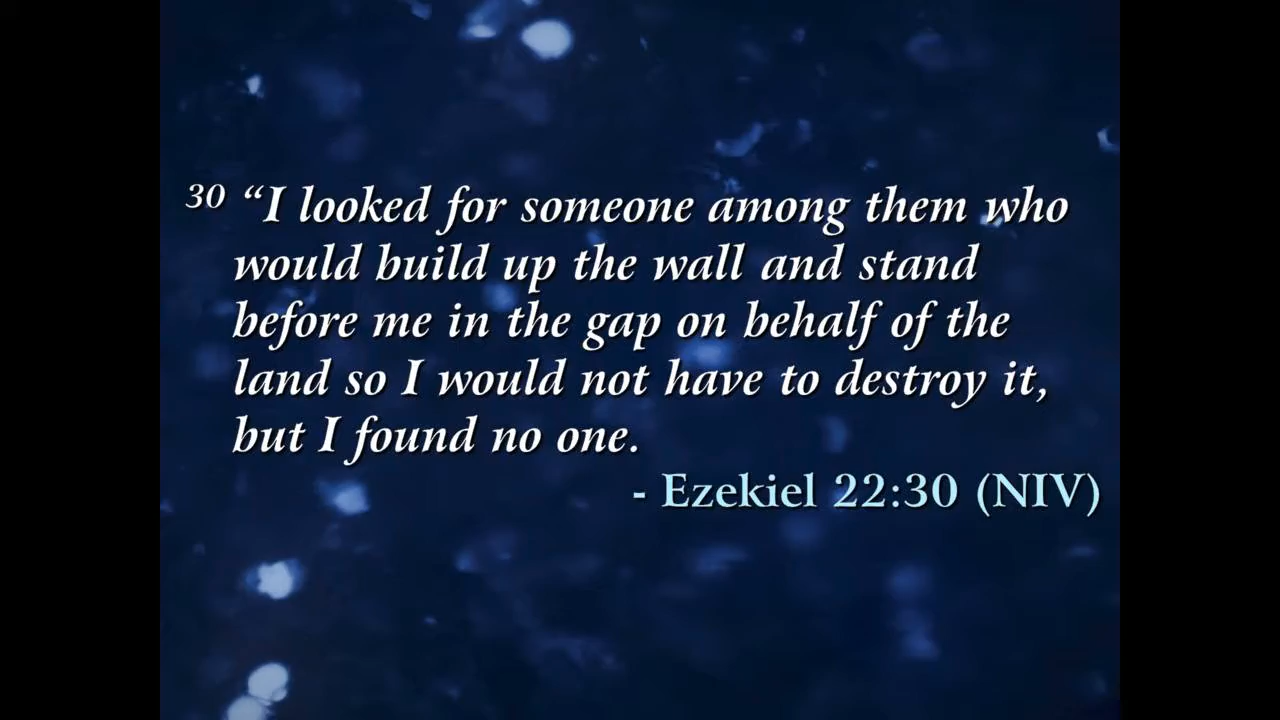 30 “I looked for someone among them who
would build up the wall and stand
before me in the gap on behalf of the
land so I would not have to destroy it,
but I found no one.
- Ezekiel 22:30 (NIV)